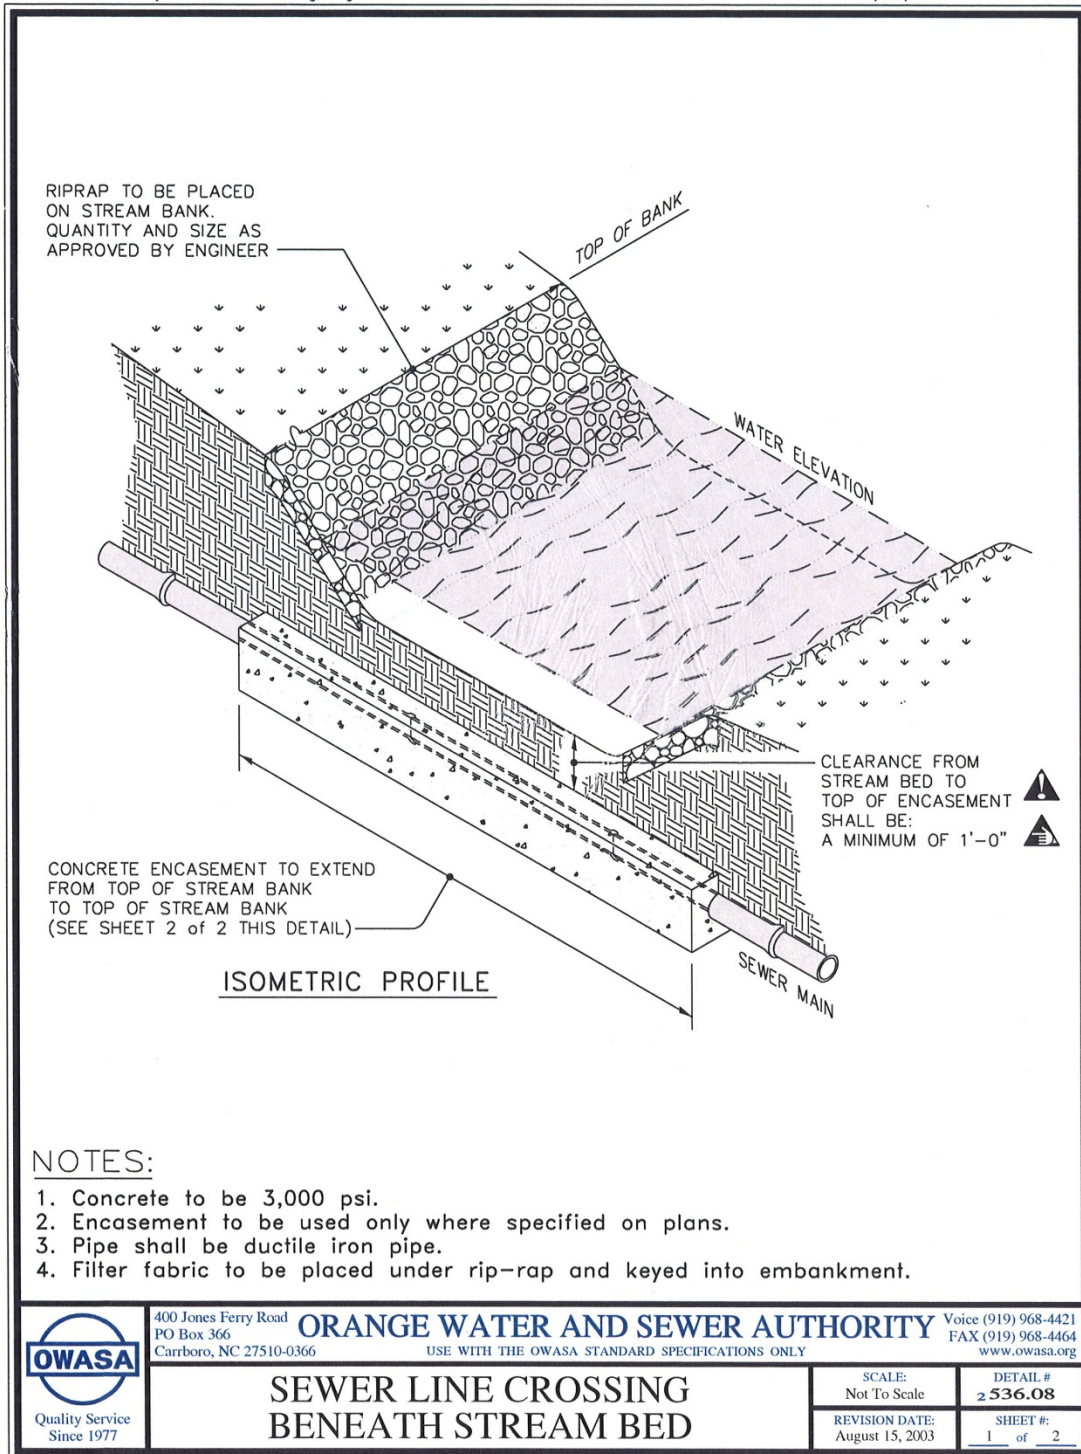 RIPRAP TO BE PLACED
ON STREAM BANK.
QUANTITY AND SIZE AS
APPROVED BY ENGINEER
TOP OF BANK
WATER ELEVATION
CLEARANCE FROM
STREAM BED TO
TOP OF ENCASEMENT
SHALL BE:
A MINIMUM OF 1'-0"
CONCRETE ENCASEMENT TO EXTEND
FROM TOP OF STREAM BANK
TO TOP OF STREAM BANK
(SEE SHEET 2 of 2 THIS DETAIL)
SEWER MAIN
ISOMETRIC PROFILE
NOTES:
1. Concrete to be 3,000 psi.
2. Encasement to be used only where specified on plans.
3. Pipe shall be ductile iron pipe.
4. Filter fabric to be placed under rip-rap and keyed into embankment.
OWASA
Quality Service
Since 1977
400 Jones Ferry Road
PO Box 366
Carrboro, NC 27510-0366
ORANGE WATER AND SEWER AUTHORITY
USE WITH THE OWASA STANDARD SPECIFICATIONS ONLY
Voice (919) 968-4421
FAX (919) 968-4464
www.owasa.org
SEWER LINE CROSSING
BENEATH STREAM BED
SCALE:
Not To Scale
DETAIL #
2 536.08
REVISION DATE:
August 15, 2003
SHEET #:
1 of 2